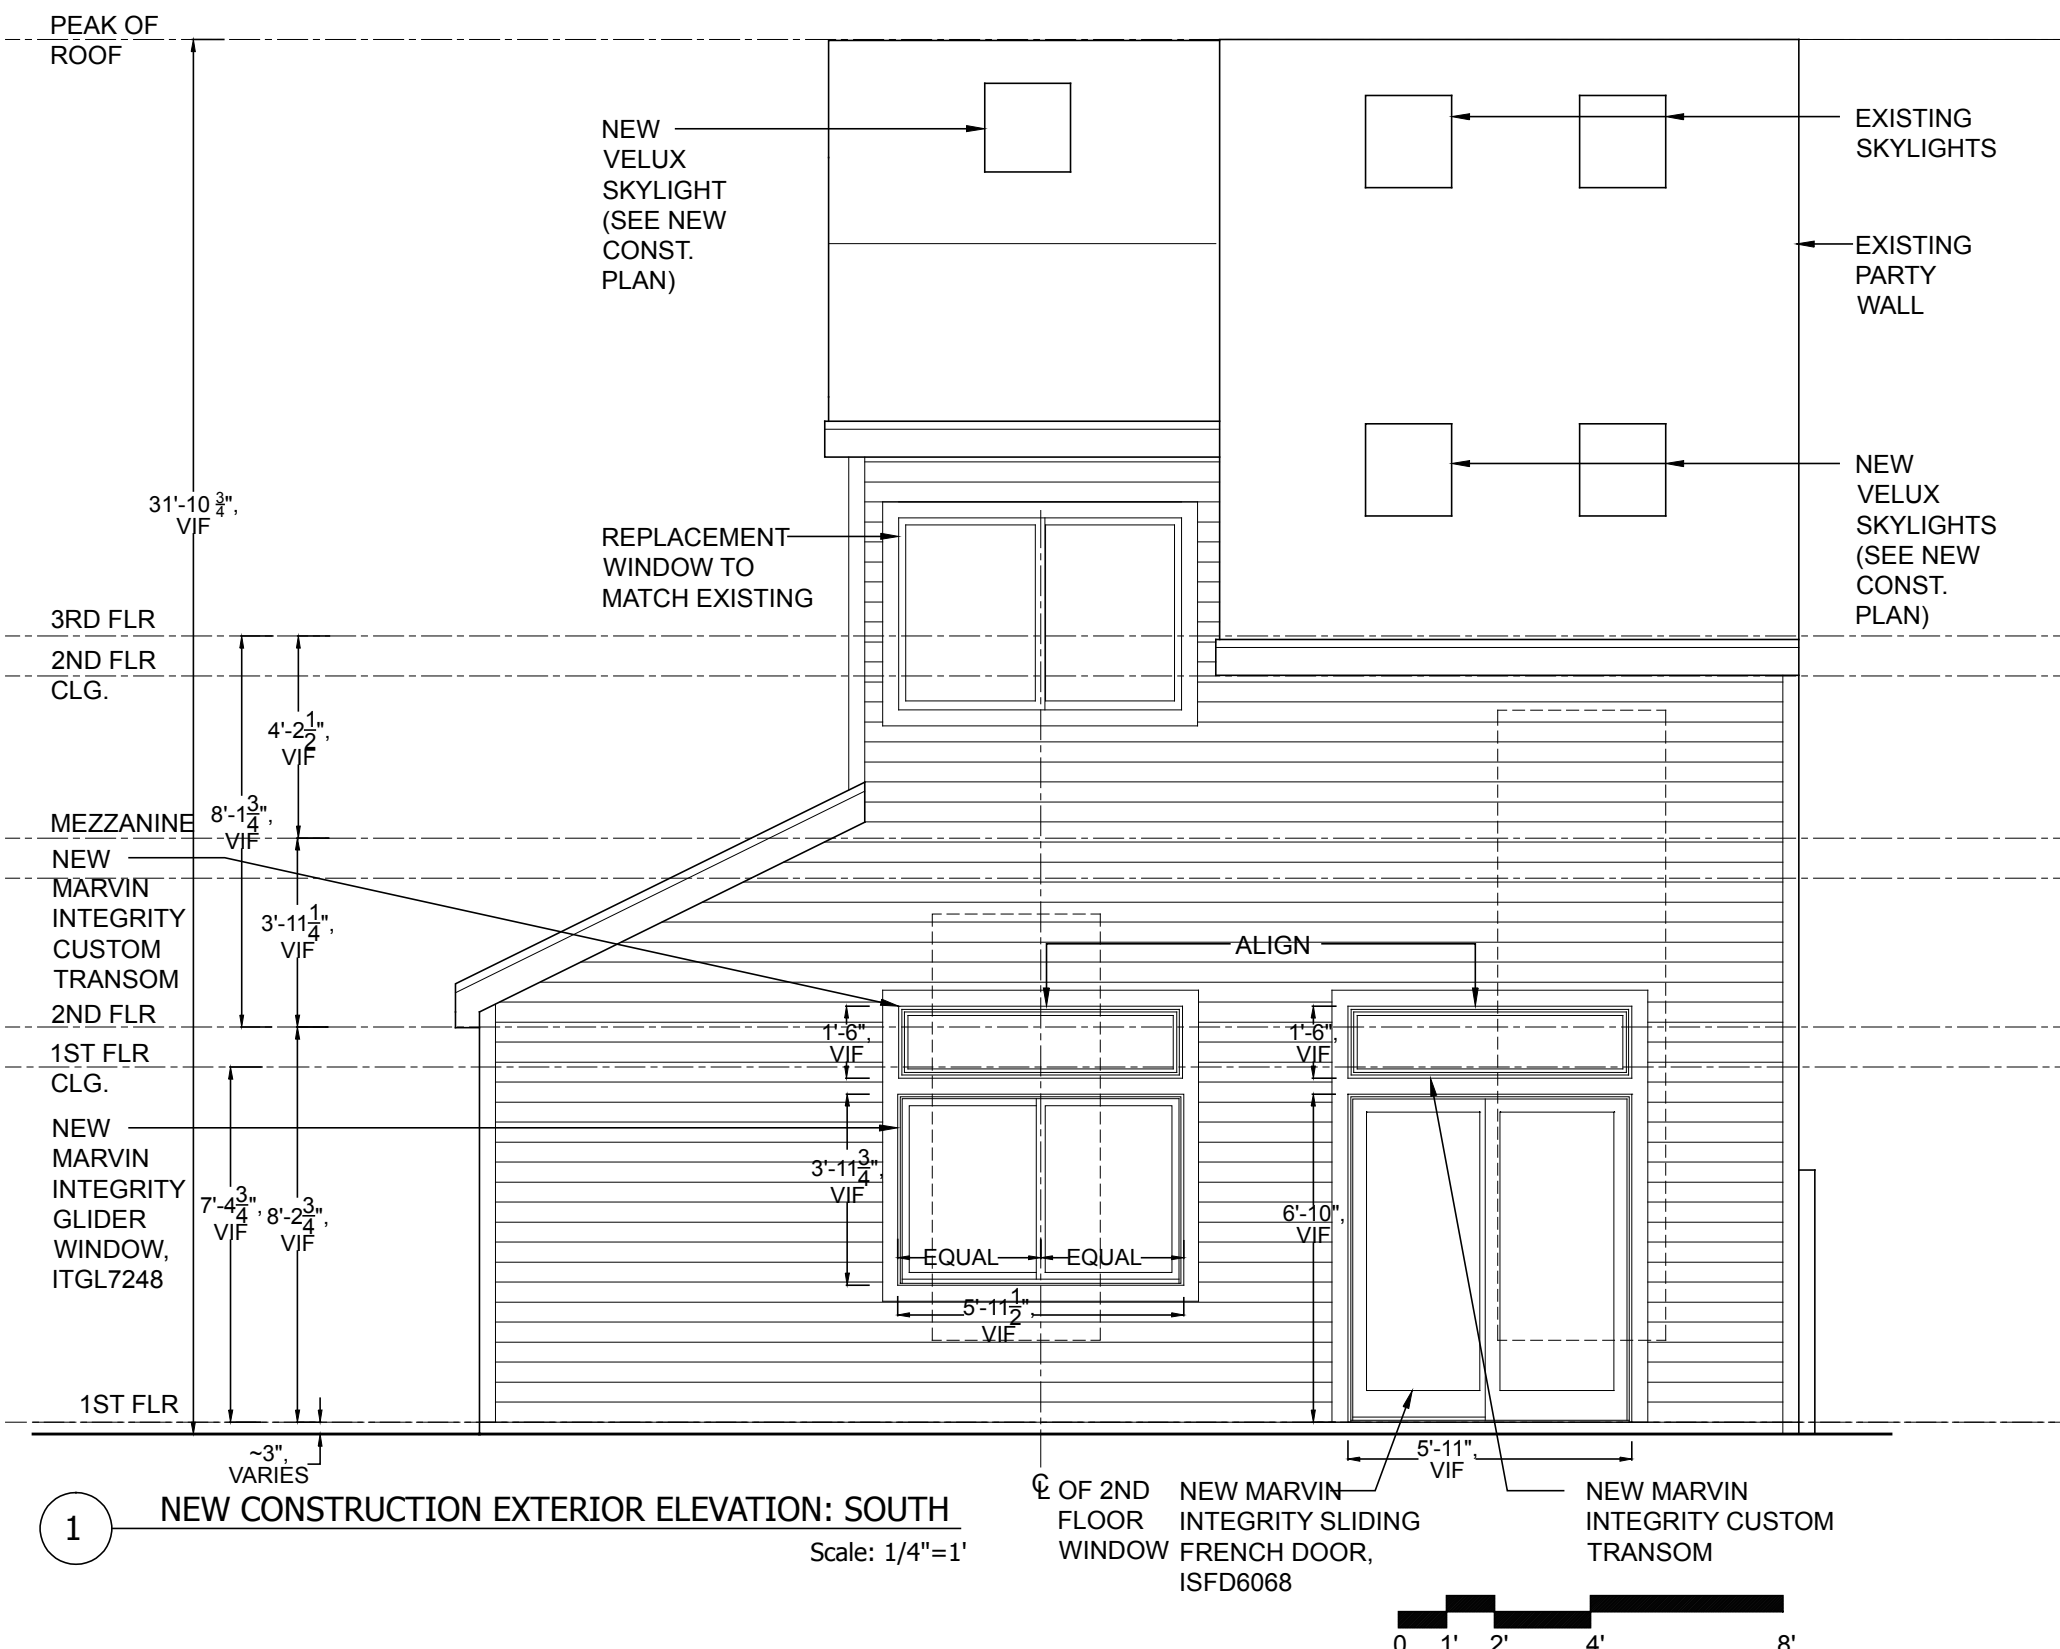 PEAK OF
ROOF
NEW
VELUX
SKYLIGHT
(SEE NEW
CONST.
PLAN)
EXISTING
SKYLIGHTS
EXISTING
PARTY
WALL
31'-10 3/4",
VIF
REPLACEMENT
WINDOW TO
MATCH EXISTING
NEW
VELUX
SKYLIGHTS
(SEE NEW
CONST.
PLAN)
3RD FLR
2ND FLR
CLG.
4'-2 1/2",
VIF
8'-1 3/4",
VIF
MEZZANINE
NEW
MARVIN
INTEGRITY
CUSTOM
TRANSOM
3'-11 1/4",
VIF
ALIGN
2ND FLR
1ST FLR
CLG.
1'-6",
VIF
1'-6",
VIF
NEW
MARVIN
INTEGRITY
GLIDER
WINDOW,
ITGL7248
7'-4 3/4",
VIF
8'-2 3/4",
VIF
3'-11 3/4",
VIF
6'-10",
VIF
EQUAL EQUAL
5'-11 1/2",
VIF
1ST FLR
~3",
VARIES
5'-11",
VIF
℄ OF 2ND
FLOOR
WINDOW
NEW MARVIN
INTEGRITY SLIDING
FRENCH DOOR,
ISFD6068
NEW MARVIN
INTEGRITY CUSTOM
TRANSOM
1
NEW CONSTRUCTION EXTERIOR ELEVATION: SOUTH
Scale: 1/4"=1'
0 1' 2' 4' 8'